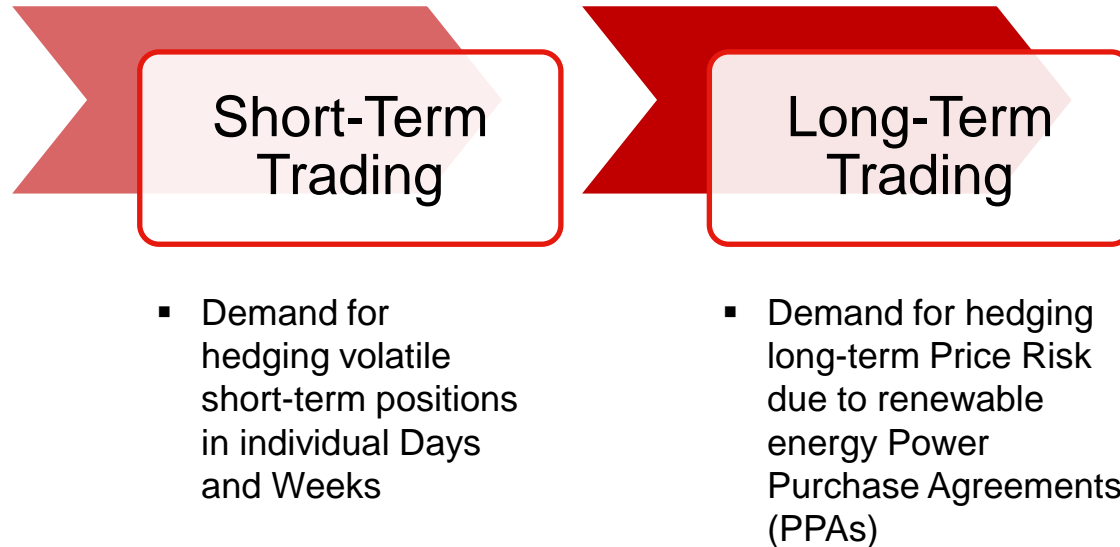 Short-Term
Trading
Long-Term
Trading
▪ Demand for
hedging volatile
short-term positions
in individual Days
and Weeks
▪ Demand for hedging
long-term Price Risk
due to renewable
energy Power
Purchase Agreements
(PPAs)